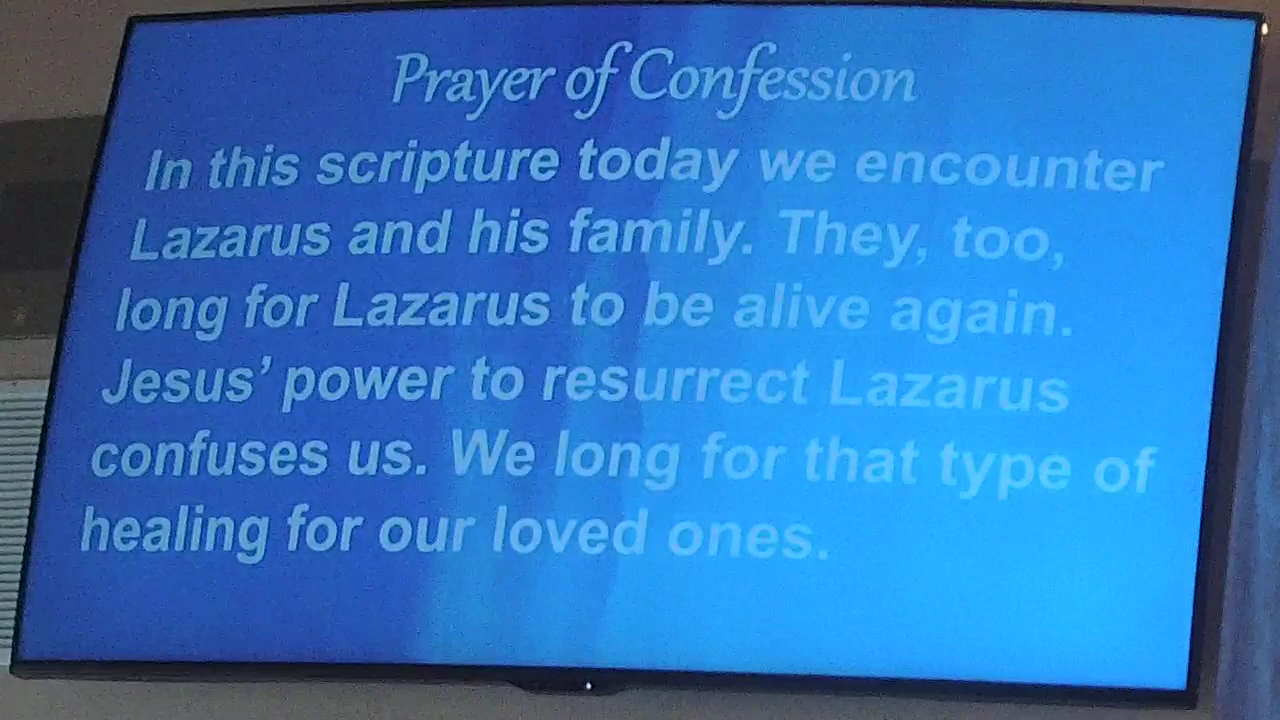 Prayer of Confession
In this scripture today we encounter
Lazarus and his family. They, too,
long for Lazarus to be alive again.
Jesus’ power to resurrect Lazarus
confuses us. We long for that type of
healing for our loved ones.